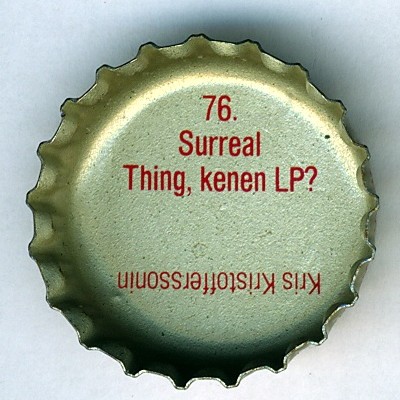 76.
Surreal
Thing, kenen LP?
Kris Kristofferssonin